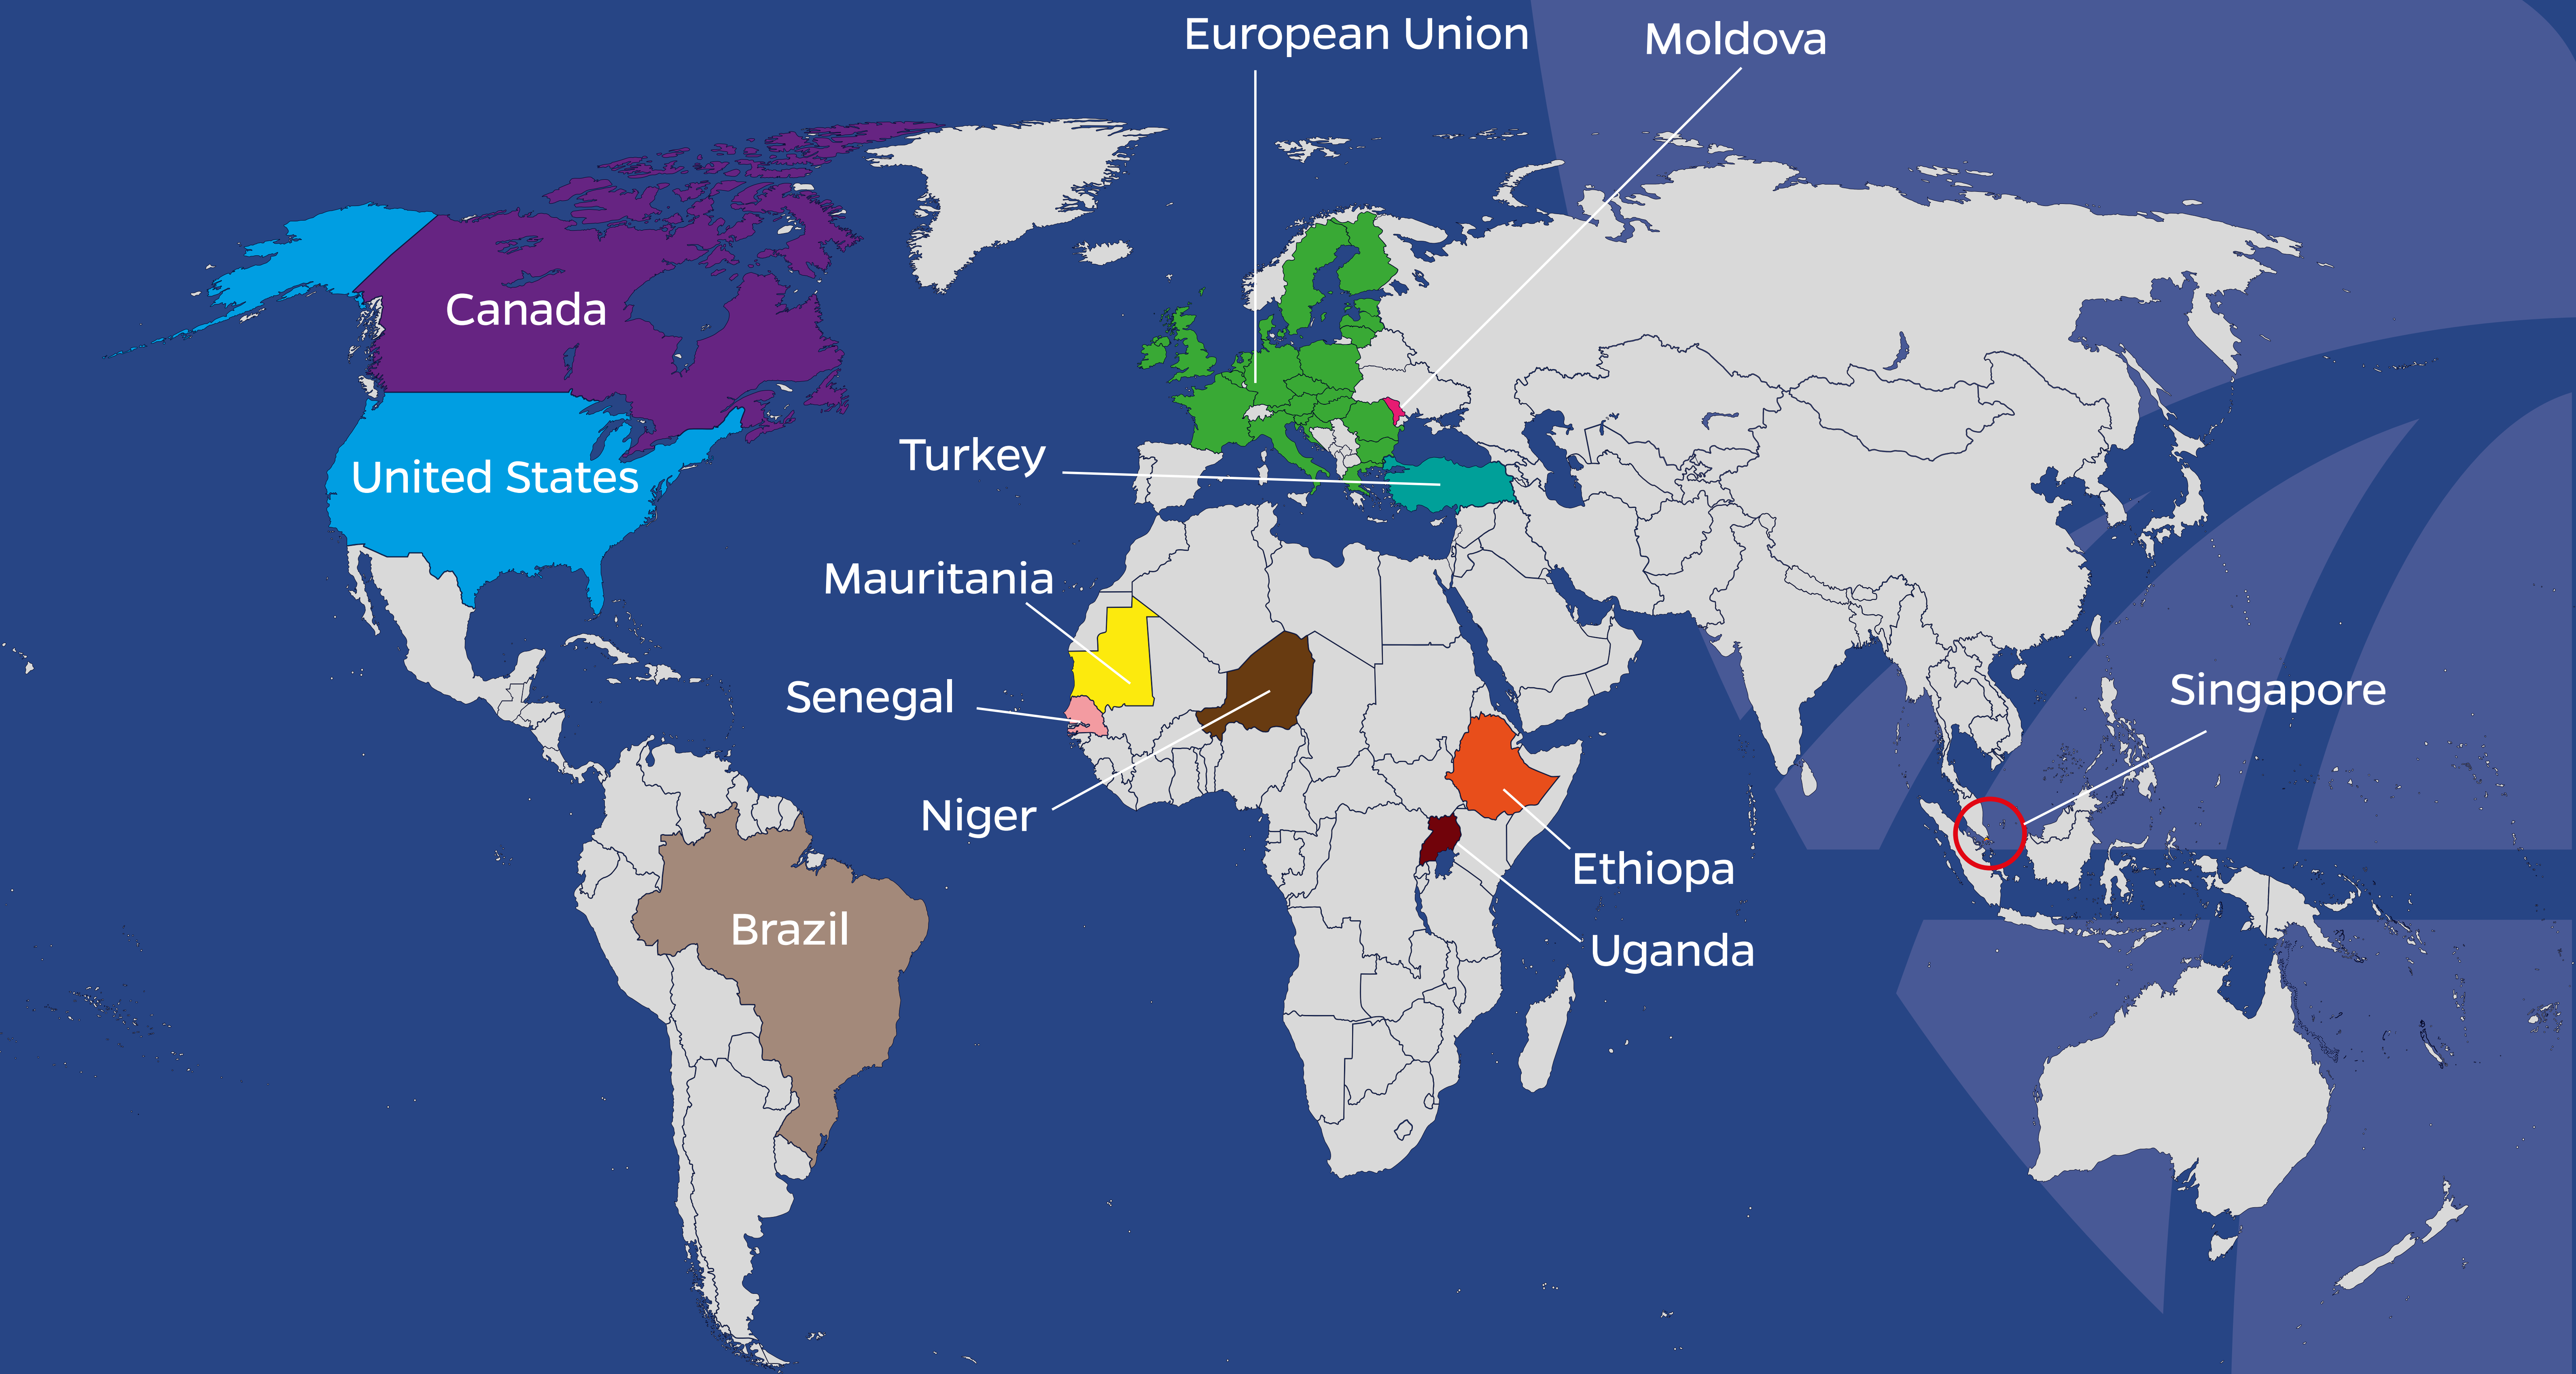 European Union
Moldova
Canada
Turkey
United States
Mauritania
Senegal
Singapore
Niger
Ethiopa
Brazil
Uganda